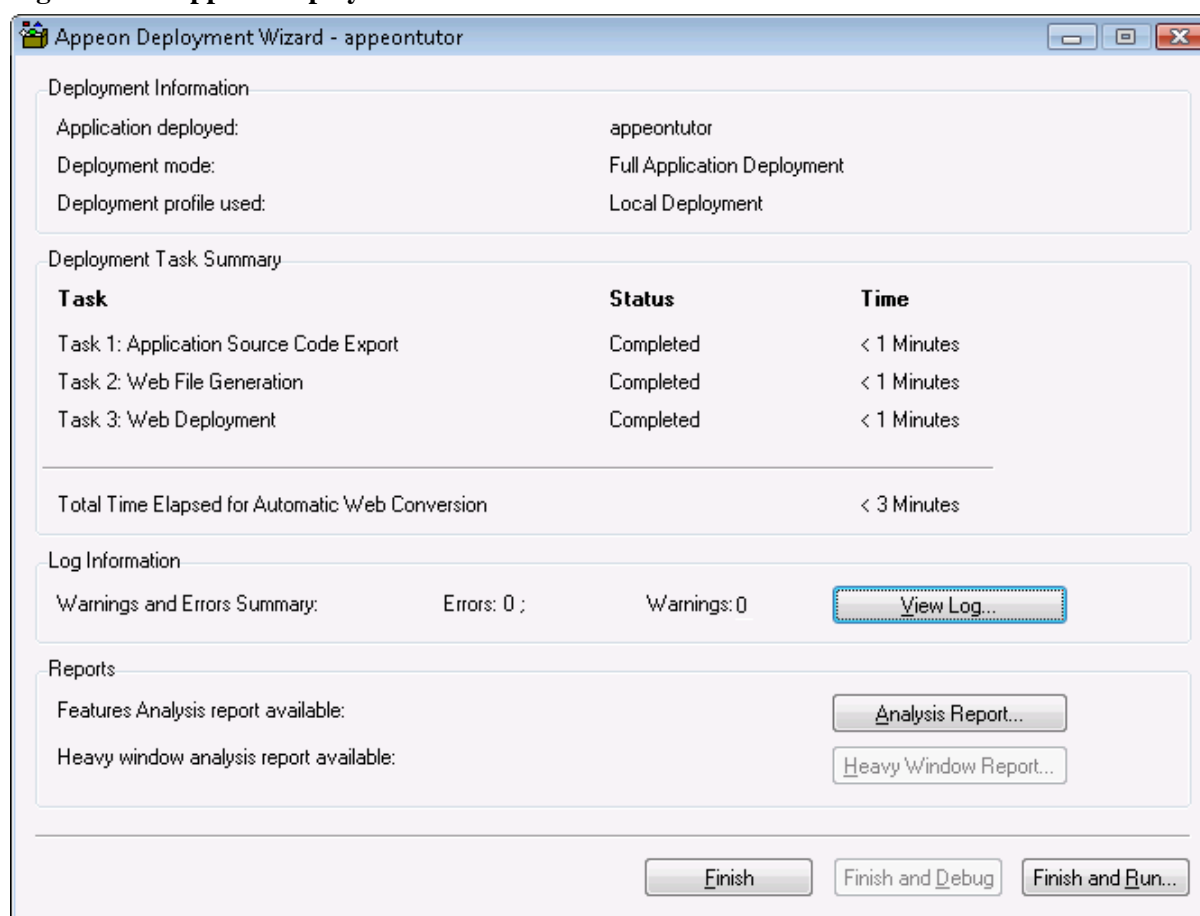 Appeon Deployment Wizard - appeontutor
Deployment Information
Application deployed: appeontutor
Deployment mode: Full Application Deployment
Deployment profile used: Local Deployment
Deployment Task Summary
Task Status Time
Task 1: Application Source Code Export Completed < 1 Minutes
Task 2: Web File Generation Completed < 1 Minutes
Task 3: Web Deployment Completed < 1 Minutes
Total Time Elapsed for Automatic Web Conversion < 3 Minutes
Log Information
Warnings and Errors Summary: Errors: 0 ; Warnings: 0 View Log...
Reports
Features Analysis report available: Analysis Report...
Heavy window analysis report available: Heavy Window Report...
Finish Finish and Debug Finish and Run...